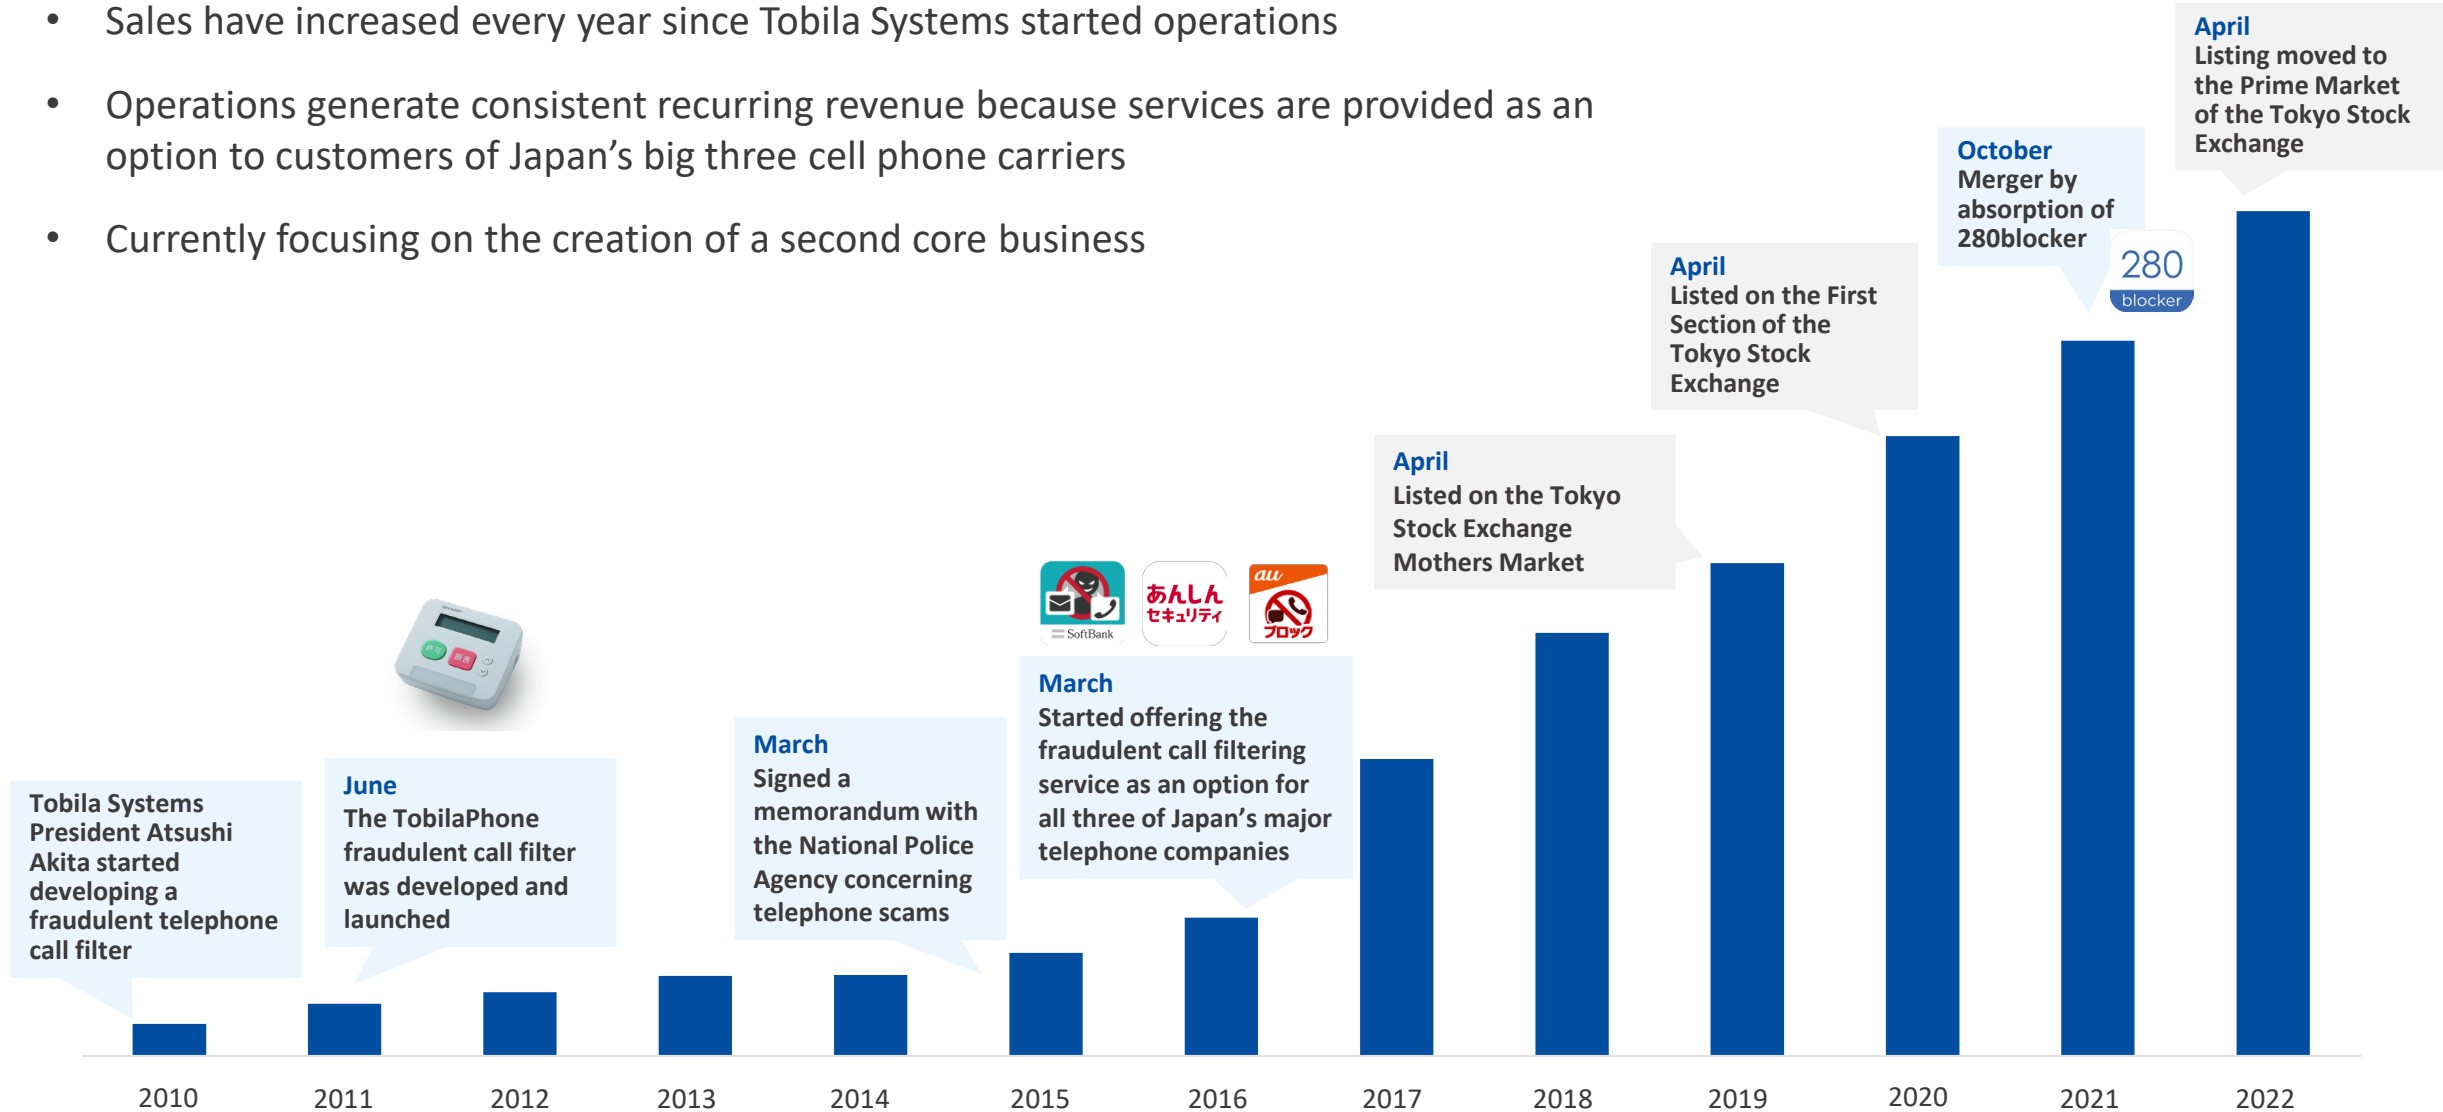 • Sales have increased every year since Tobila Systems started operations
• Operations generate consistent recurring revenue because services are provided as an
option to customers of Japan's big three cell phone carriers
• Currently focusing on the creation of a second core business
Tobila Systems
President Atsushi
Akita started
developing a
fraudulent telephone
call filter
SHARP
許可
拒否
June
The TobilaPhone
fraudulent call filter
was developed and
launched
March
Signed a
memorandum with
the National Police
Agency concerning
telephone scams
SoftBank
あんしん
セキュリティ
au
ブロック
March
Started offering the
fraudulent call filtering
service as an option for
all three of Japan's major
telephone companies
April
Listed on the Tokyo
Stock Exchange
Mothers Market
April
Listed on the First
Section of the
Tokyo Stock
Exchange
October
Merger by
absorption of
280blocker
280
blocker
April
Listing moved to
the Prime Market
of the Tokyo Stock
Exchange
2010
2011
2012
2013
2014
2015
2016
2017
2018
2019
2020
2021
2022